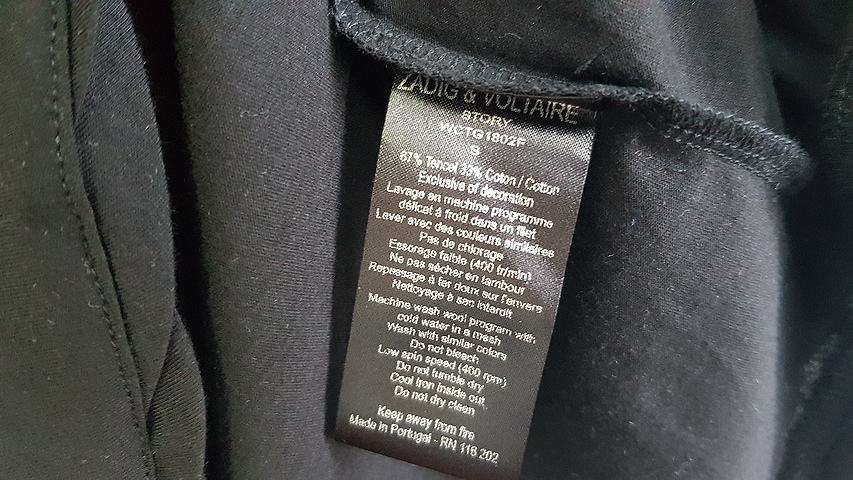 ZADIG & VOLTAIRE
STORY
WCTG1802F
S
67% Tencel 33% Coton / Cotton
Exclusive of decoration
Lavage en machine programme
délicat à froid dans un filet
Laver avec des couleurs similaires
Pas de chlorage
Essorage faible (400 tr/min)
Ne pas sécher en tambour
Repassage à fer doux sur l'envers
Nettoyage à sec interdit
Machine wash wool program with
cold water in a mesh
Wash with similar colors
Do not bleach
Low spin speed (400 rpm)
Do not tumble dry
Cool iron inside out
Do not dry clean
Keep away from fire
Made in Portugal - RN 116 202